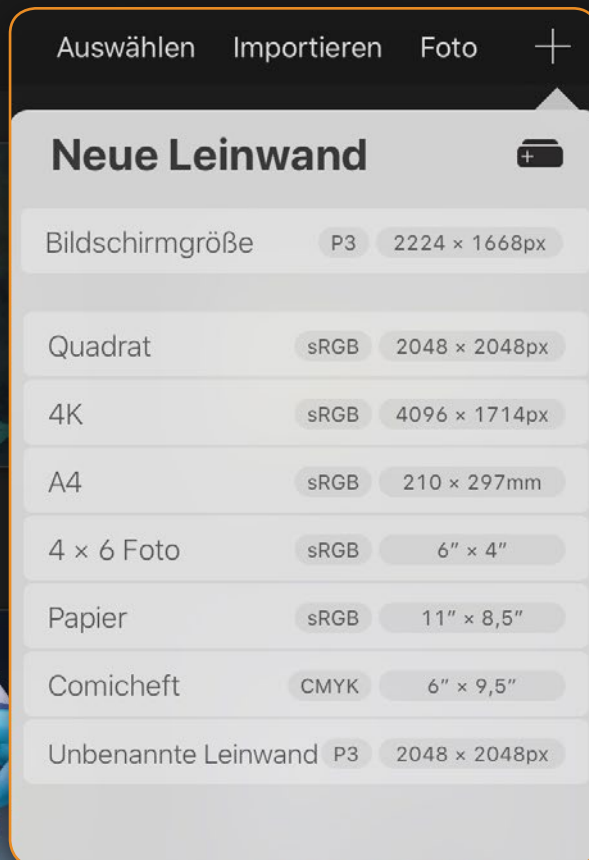 Auswählen Importieren Foto
Neue Leinwand
Bildschirmgröße P3 2224 × 1668px
Quadrat sRGB 2048 × 2048px
4K sRGB 4096 × 1714px
A4 sRGB 210 × 297mm
4 × 6 Foto sRGB 6” × 4”
Papier sRGB 11” × 8,5”
Comicheft CMYK 6” × 9,5”
Unbenannte Leinwand P3 2048 × 2048px